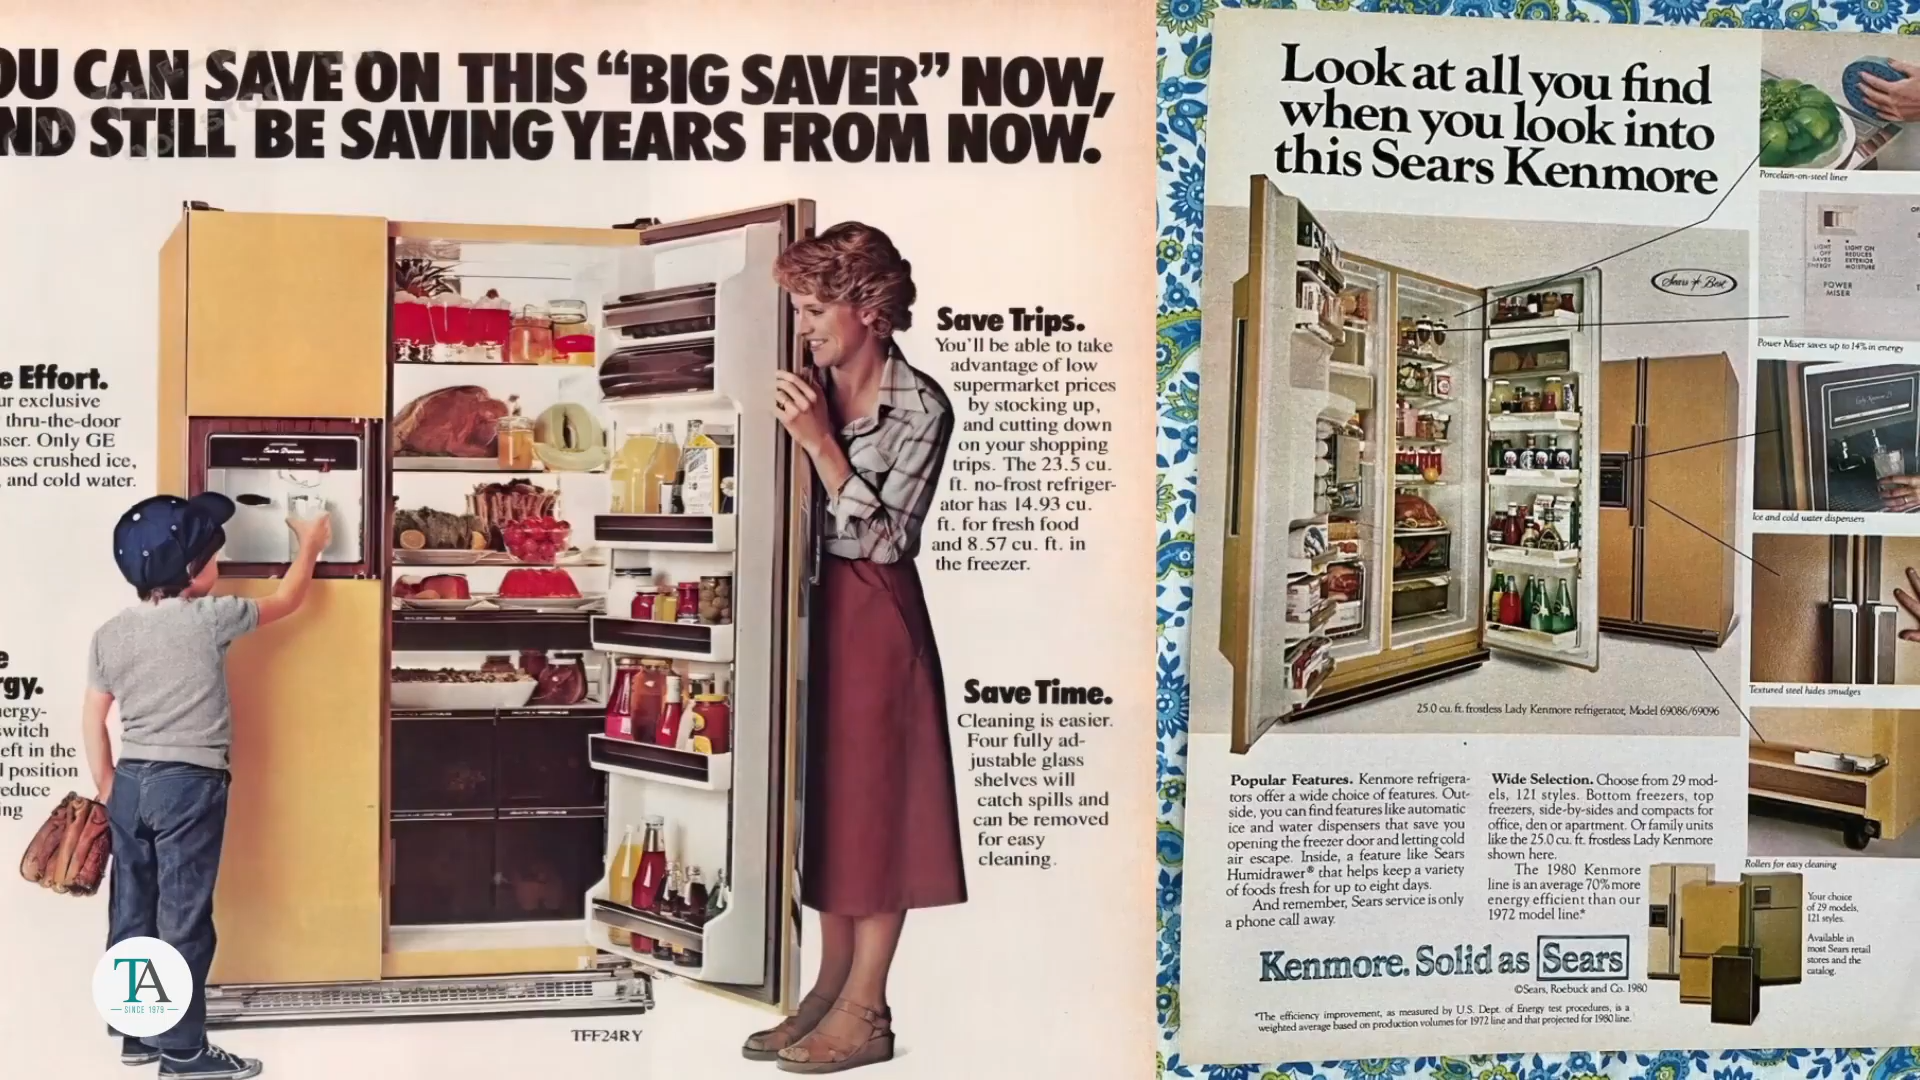 OU CAN SAVE ON THIS “BIG SAVER” NOW,
ND STILL BE SAVING YEARS FROM NOW.
e Effort.
ur exclusive
thru-the-door
nser. Only GE
nses crushed ice,
, and cold water.
e
rgy.
nergy-
switch
eft in the
l position
reduce
ing
Save Trips.
You’ll be able to take
advantage of low
supermarket prices
by stocking up,
and cutting down
on your shopping
trips. The 23.5 cu.
ft. no-frost refriger-
ator has 14.93 cu.
ft. for fresh food
and 8.57 cu. ft. in
the freezer.
Save Time.
Cleaning is easier.
Four fully ad-
justable glass
shelves will
catch spills and
can be removed
for easy
cleaning.
TFF24RY
TA
SINCE 1979
Look at all you find
when you look into
this Sears Kenmore
Sears Best
Porcelain-on-steel liner
LIGHT OFF SAVES ENERGY
LIGHT ON REDUCES EXTERIOR MOISTURE
POWER
MISER
Power Miser saves up to 14% in energy
Ice and cold water dispensers
Textured steel hides smudges
Rollers for easy cleaning
25.0 cu. ft. frostless Lady Kenmore refrigerator, Model 69086/69096
Popular Features. Kenmore refrigera-
tors offer a wide choice of features. Out-
side, you can find features like automatic
ice and water dispensers that save you
opening the freezer door and letting cold
air escape. Inside, a feature like Sears
Humidrawer® that helps keep a variety
of foods fresh for up to eight days.
And remember, Sears service is only
a phone call away.
Wide Selection. Choose from 29 mod-
els, 121 styles. Bottom freezers, top
freezers, side-by-sides and compacts for
office, den or apartment. Or family units
like the 25.0 cu. ft. frostless Lady Kenmore
shown here.
The 1980 Kenmore
line is an average 70% more
energy efficient than our
1972 model line.*
Your choice
of 29 models,
121 styles.
Available in
most Sears retail
stores and the
catalog.
Kenmore. Solid as Sears
©Sears, Roebuck and Co. 1980
*The efficiency improvement, as measured by U.S. Dept. of Energy test procedures, is a
weighted average based on production volumes for 1972 line and that projected for 1980 line.